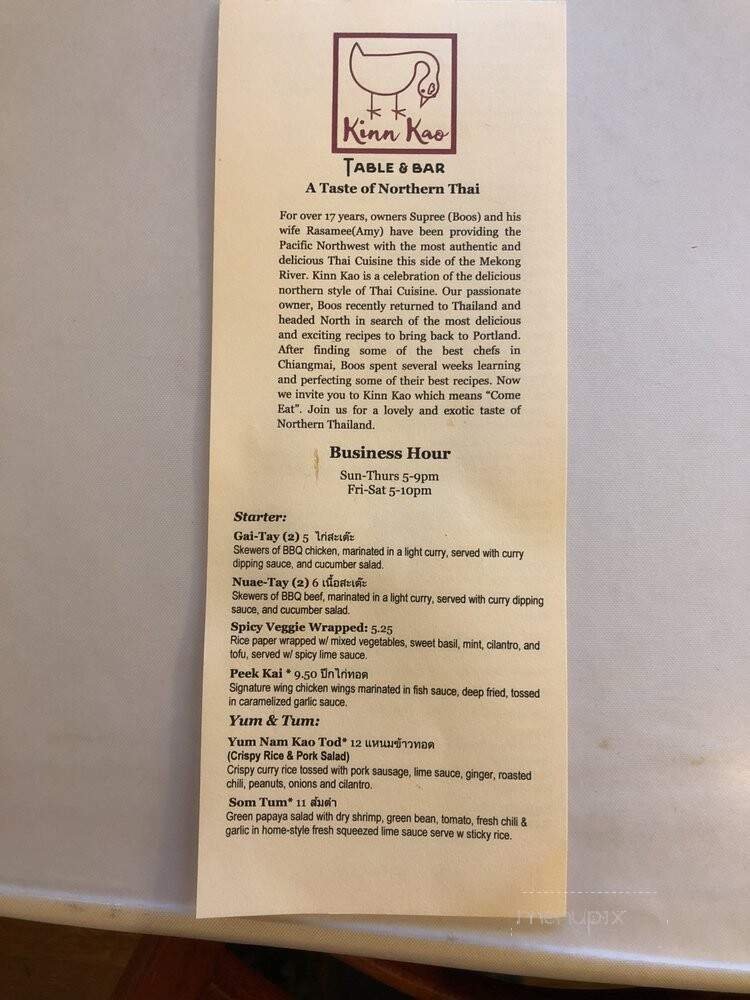 Kinn Kao
TABLE & BAR
A Taste of Northern Thai
For over 17 years, owners Supree (Boos) and his
wife Rasamee(Amy) have been providing the
Pacific Northwest with the most authentic and
delicious Thai Cuisine this side of the Mekong
River. Kinn Kao is a celebration of the delicious
northern style of Thai Cuisine. Our passionate
owner, Boos recently returned to Thailand and
headed North in search of the most delicious
and exciting recipes to bring back to Portland.
After finding some of the best chefs in
Chiangmai, Boos spent several weeks learning
and perfecting some of their best recipes. Now
we invite you to Kinn Kao which means “Come
Eat”. Join us for a lovely and exotic taste of
Northern Thailand.
Business Hour
Sun-Thurs 5-9pm
Fri-Sat 5-10pm
Starter:
Gai-Tay (2) 5 ไก่สะเต๊ะ
Skewers of BBQ chicken, marinated in a light curry, served with curry
dipping sauce, and cucumber salad.
Nuae-Tay (2) 6 เนื้อสะเต๊ะ
Skewers of BBQ beef, marinated in a light curry, served with curry dipping
sauce, and cucumber salad.
Spicy Veggie Wrapped: 5.25
Rice paper wrapped w/ mixed vegetables, sweet basil, mint, cilantro, and
tofu, served w/ spicy lime sauce.
Peek Kai * 9.50 ปีกไก่ทอด
Signature wing chicken wings marinated in fish sauce, deep fried, tossed
in caramelized garlic sauce.
Yum & Tum:
Yum Nam Kao Tod* 12 แหนมข้าวทอด
(Crispy Rice & Pork Salad)
Crispy curry rice tossed with pork sausage, lime sauce, ginger, roasted
chili, peanuts, onions and cilantro.
Som Tum* 11 ส้มตำ
Green papaya salad with dry shrimp, green bean, tomato, fresh chili &
garlic in home-style fresh squeezed lime sauce serve w sticky rice.
menupix